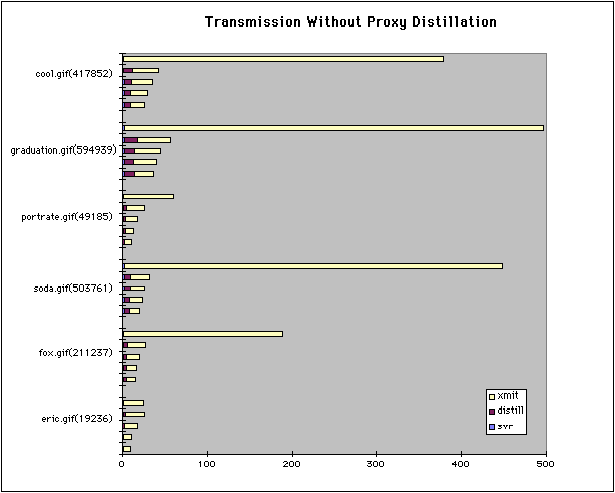 Transmission Without Proxy Distillation
cool.gif(417852)
graduation.gif(594939)
portrate.gif(49185)
soda.gif(503761)
fox.gif(211237)
eric.gif(19236)
xmit
distill
svr
0 100 200 300 400 500